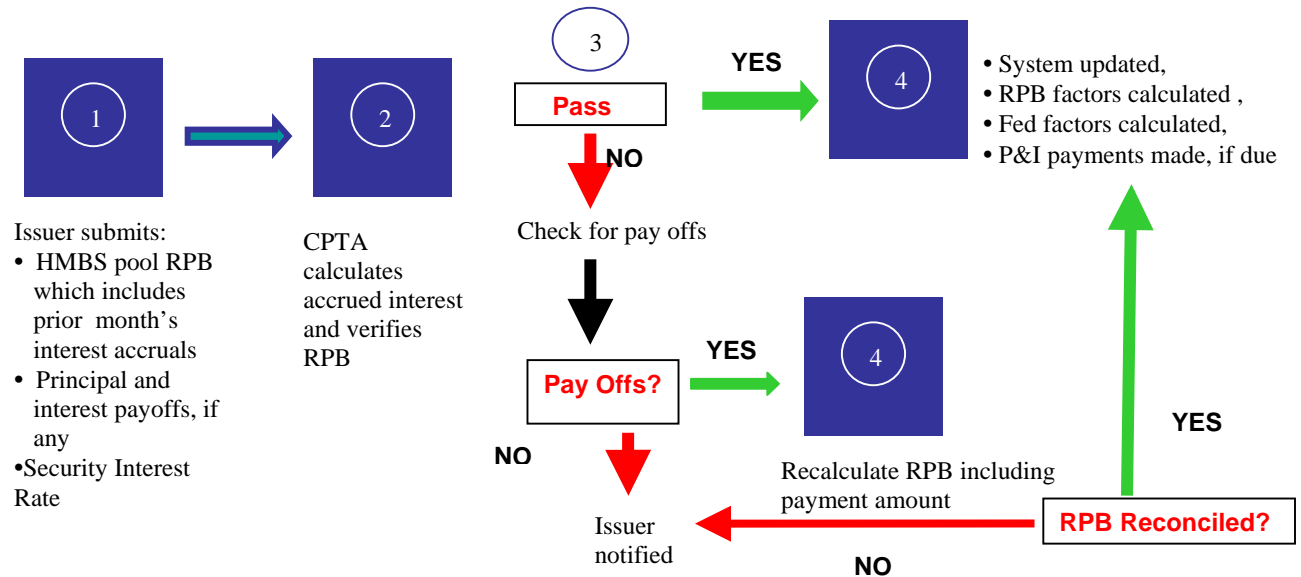 1
Issuer submits:
• HMBS pool RPB
which includes
prior month's
interest accruals
• Principal and
interest payoffs, if
any
•Security Interest
Rate
2
CPTA
calculates
accrued interest
and verifies
RPB
3
Pass
YES
4
• System updated,
• RPB factors calculated ,
• Fed factors calculated,
• P&I payments made, if due
NO
Check for pay offs
Pay Offs?
YES
4
Recalculate RPB including
payment amount
NO
Issuer
notified
RPB Reconciled?
YES
NO